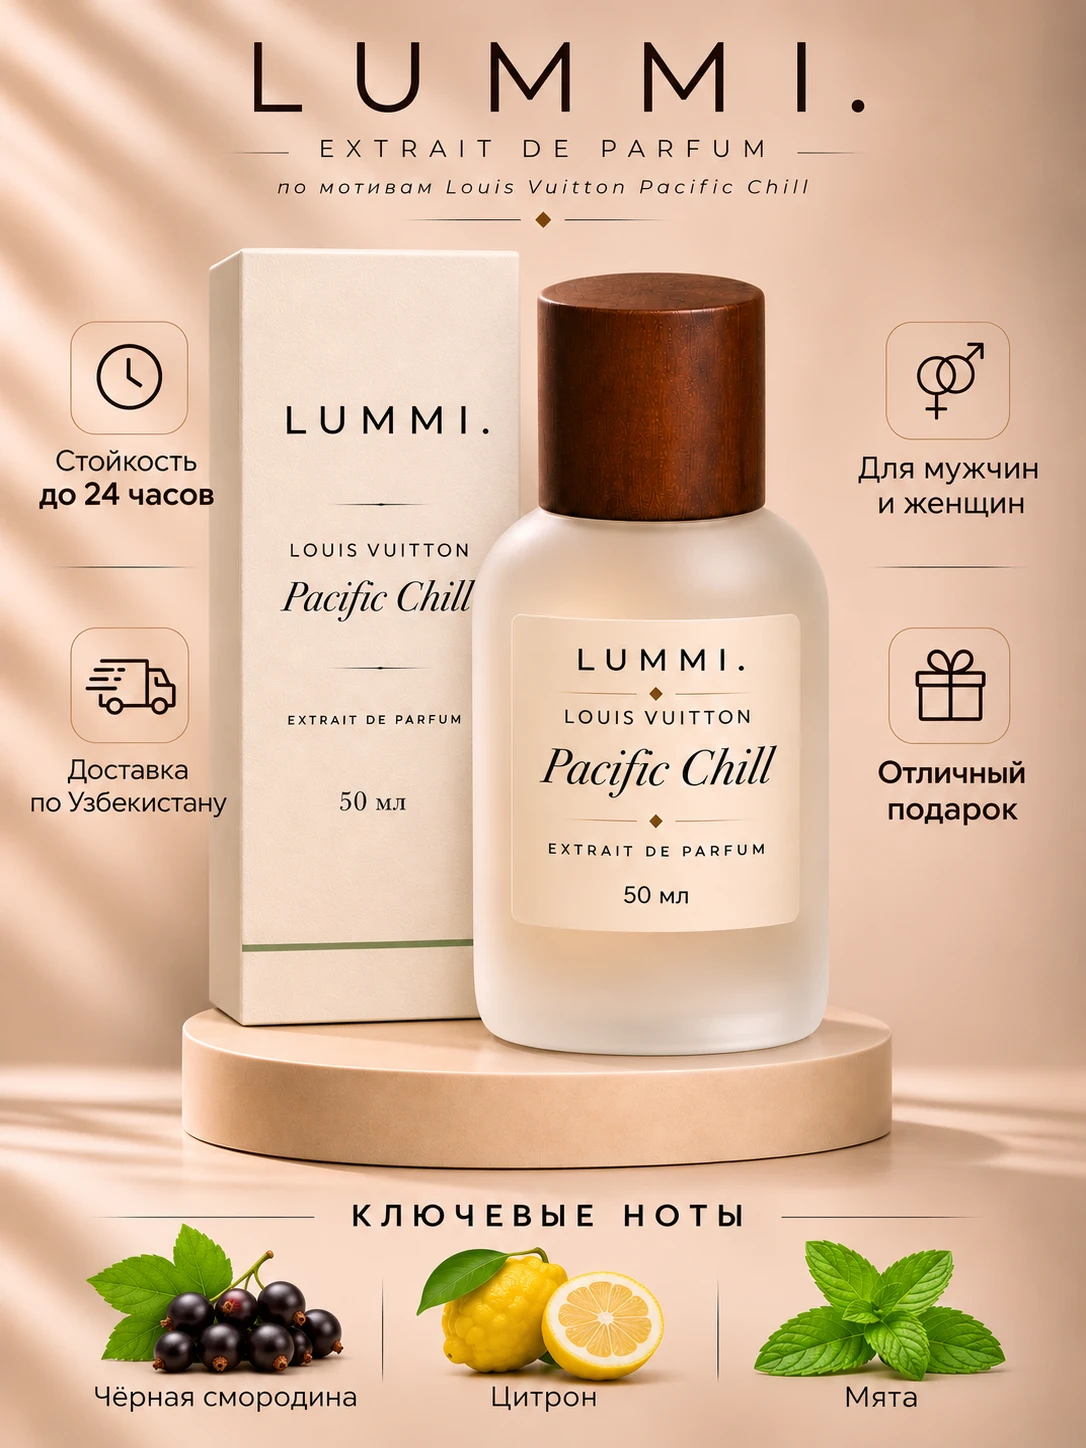 LUMMI.
EXTRAIT DE PARFUM
по мотивам Louis Vuitton Pacific Chill
Стойкость
до 24 часов
Доставка
по Узбекистану
LUMMI.
LOUIS VUITTON
Pacific Chill
EXTRAIT DE PARFUM
50 мл
LUMMI.
LOUIS VUITTON
Pacific Chill
EXTRAIT DE PARFUM
50 мл
Для мужчин
и женщин
Отличный
подарок
КЛЮЧЕВЫЕ НОТЫ
Чёрная смородина
Цитрон
Мята